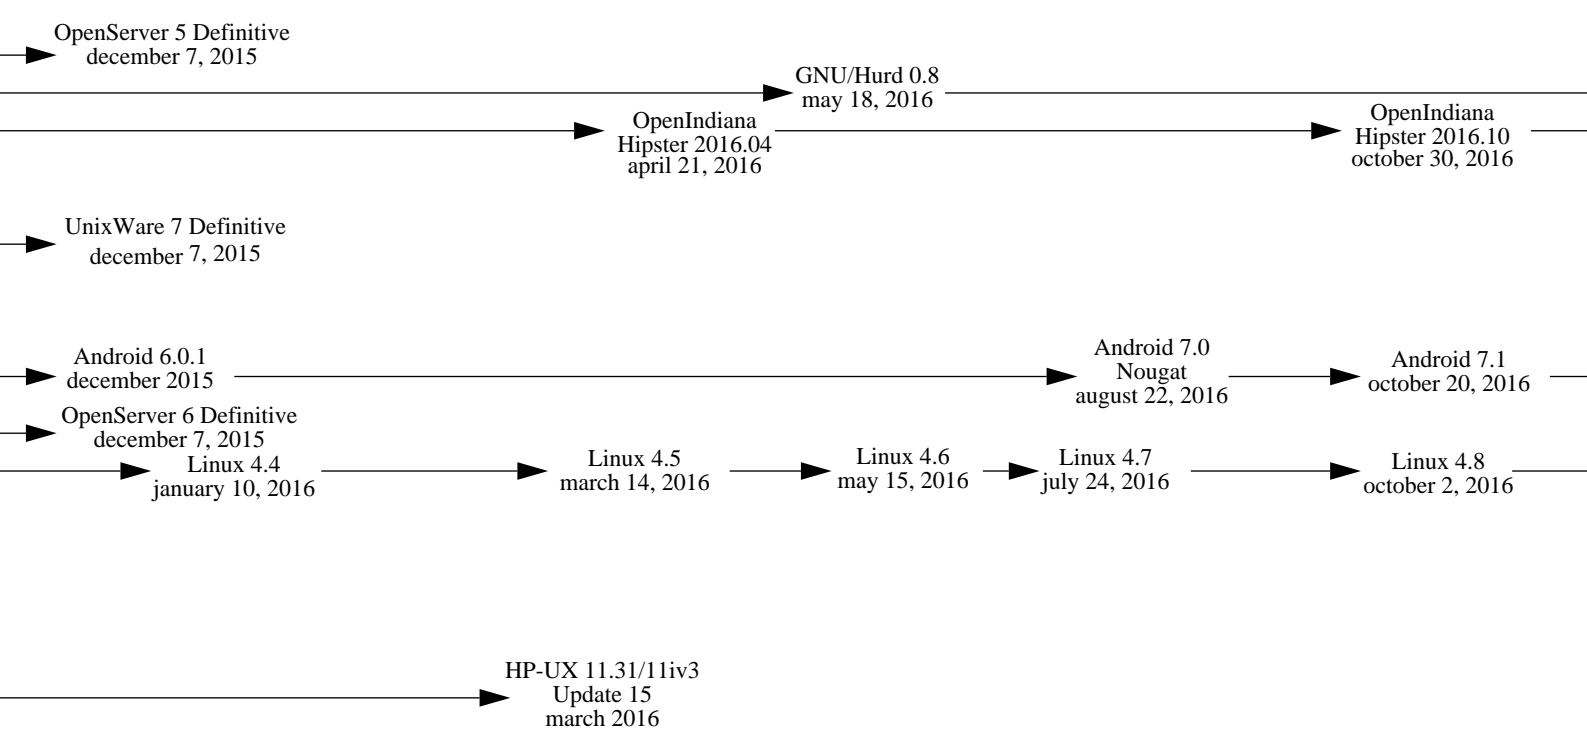 OpenServer 5 Definitive
december 7, 2015
GNU/Hurd 0.8
may 18, 2016
OpenIndiana
Hipster 2016.04
april 21, 2016
OpenIndiana
Hipster 2016.10
october 30, 2016
UnixWare 7 Definitive
december 7, 2015
Android 6.0.1
december 2015
Android 7.0
Nougat
august 22, 2016
Android 7.1
october 20, 2016
OpenServer 6 Definitive
december 7, 2015
Linux 4.4
january 10, 2016
Linux 4.5
march 14, 2016
Linux 4.6
may 15, 2016
Linux 4.7
july 24, 2016
Linux 4.8
october 2, 2016
HP-UX 11.31/11iv3
Update 15
march 2016